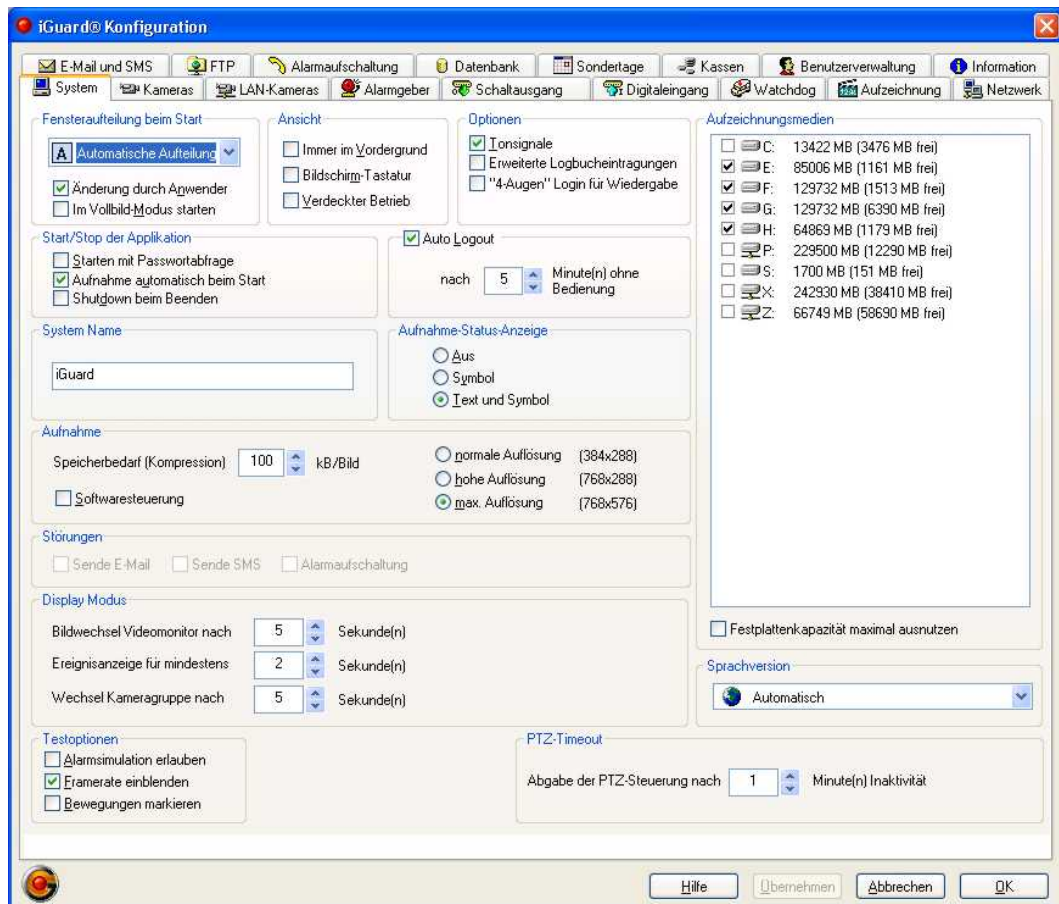 iGuard® Konfiguration
E-Mail und SMS
FTP
Alarmaufschaltung
Datenbank
Sondertage
Kassen
Benutzerverwaltung
Information
System
Kameras
LAN-Kameras
Alarmgeber
Schaltausgang
Digitaleingang
Watchdog
Aufzeichnung
Netzwerk
Fensteraufteilung beim Start
A Automatische Aufteilung
Änderung durch Anwender
Im Vollbild-Modus starten
Ansicht
Immer im Vordergrund
Bildschirm-Tastatur
Verdeckter Betrieb
Optionen
Tonsignale
Erweiterte Logbucheintragungen
"4-Augen" Login für Wiedergabe
Aufzeichnungsmedien
C: 13422 MB (3476 MB frei)
E: 85006 MB (1161 MB frei)
F: 129732 MB (1513 MB frei)
G: 129732 MB (6390 MB frei)
H: 64869 MB (1179 MB frei)
P: 229500 MB (12290 MB frei)
S: 1700 MB (151 MB frei)
X: 242930 MB (38410 MB frei)
Z: 66749 MB (58690 MB frei)
Festplattenkapazität maximal ausnutzen
Start/Stop der Applikation
Starten mit Passwortabfrage
Aufnahme automatisch beim Start
Shutdown beim Beenden
Auto Logout
nach 5 Minute(n) ohne
Bedienung
System Name
iGuard
Aufnahme-Status-Anzeige
Aus
Symbol
Text und Symbol
Aufnahme
Speicherbedarf (Kompression) 100 kB/Bild
Softwaresteuerung
normale Auflösung (384x288)
hohe Auflösung (768x288)
max. Auflösung (768x576)
Störungen
Sende E-Mail
Sende SMS
Alarmaufschaltung
Display Modus
Bildwechsel Videomonitor nach 5 Sekunde(n)
Ereignisanzeige für mindestens 2 Sekunde(n)
Wechsel Kameragruppe nach 5 Sekunde(n)
Sprachversion
Automatisch
Testoptionen
Alarmsimulation erlauben
Framerate einblenden
Bewegungen markieren
PTZ-Timeout
Abgabe der PTZ-Steuerung nach 1 Minute(n) Inaktivität
Hilfe
Übernehmen
Abbrechen
OK